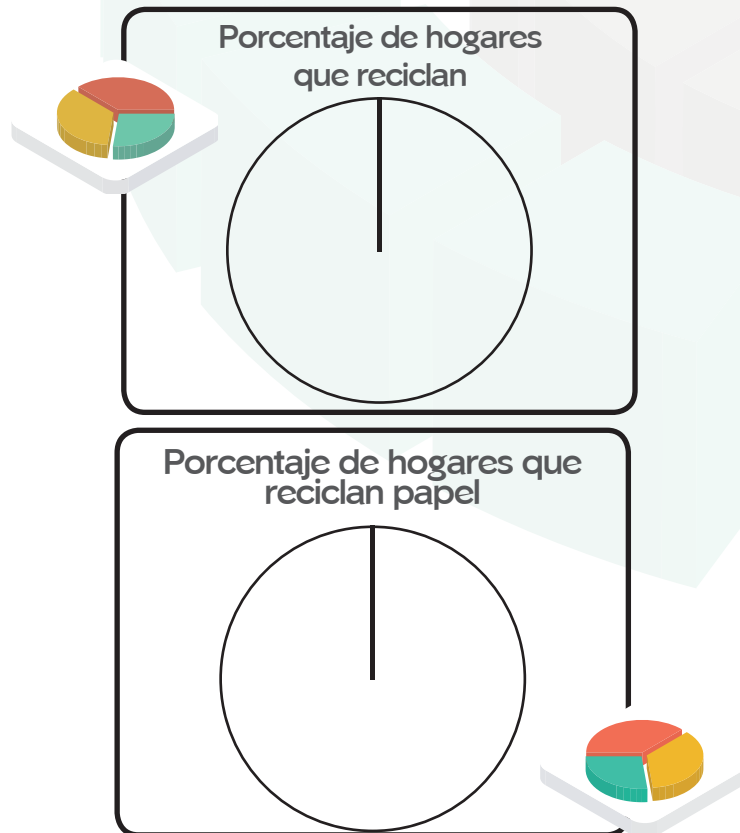 Porcentaje de hogares
que reciclan
Porcentaje de hogares que
reciclan papel